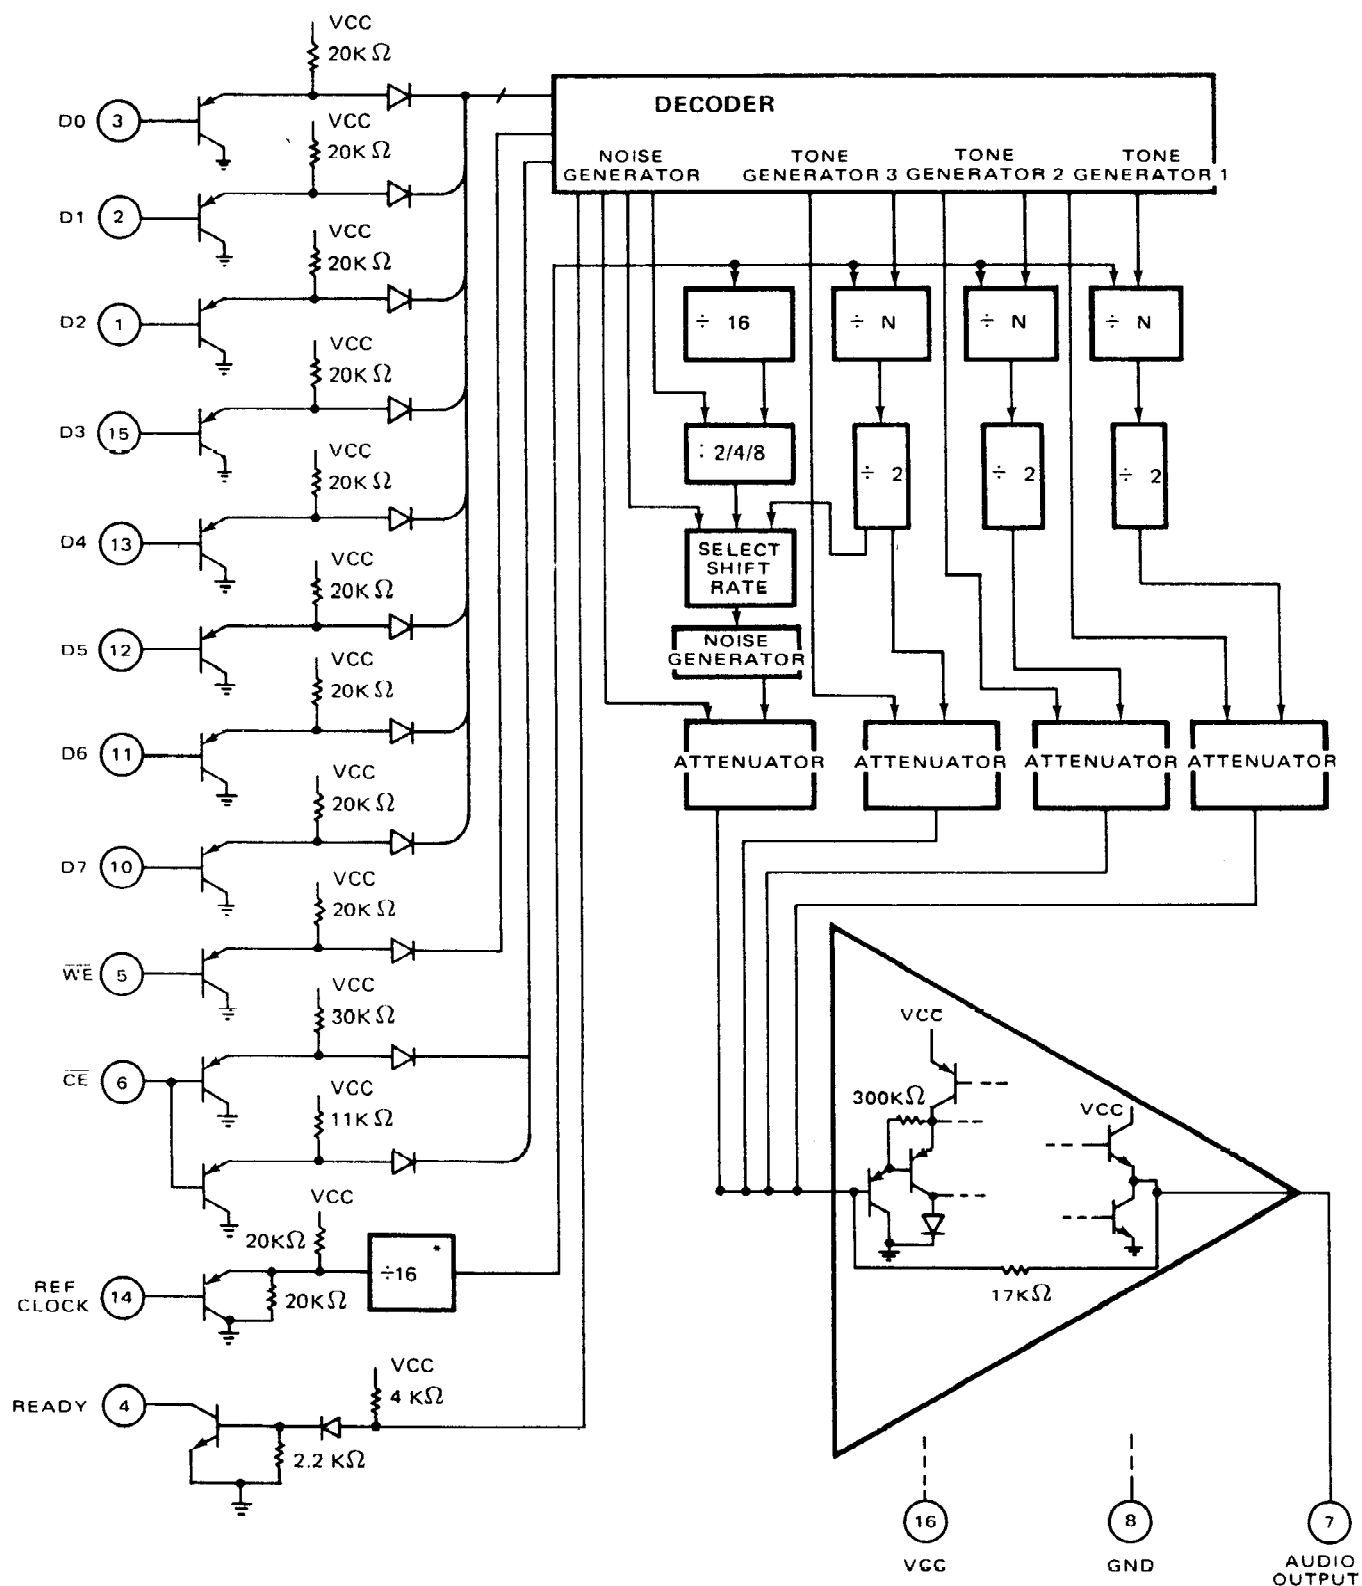 VCC
20K Ω
D0 3
VCC
20K Ω
D1 2
VCC
20K Ω
D2 1
VCC
20K Ω
D3 15
VCC
20K Ω
D4 13
VCC
20K Ω
D5 12
VCC
20K Ω
D6 11
VCC
20K Ω
D7 10
VCC
20K Ω
WE 5
VCC
30K Ω
CE 6
VCC
11K Ω
VCC
20KΩ
÷16 *
REF
CLOCK 14
20KΩ
VCC
4 KΩ
READY 4
2.2 KΩ
DECODER
NOISE
GENERATOR
TONE
GENERATOR 3
TONE
GENERATOR 2
TONE
GENERATOR 1
÷ 16
÷ N
÷ N
÷ N
: 2/4/8
÷ 2
÷ 2
÷ 2
SELECT
SHIFT
RATE
NOISE
GENERATOR
ATTENUATOR
ATTENUATOR
ATTENUATOR
ATTENUATOR
VCC
300KΩ
VCC
17KΩ
16
VCC
8
GND
7
AUDIO
OUTPUT